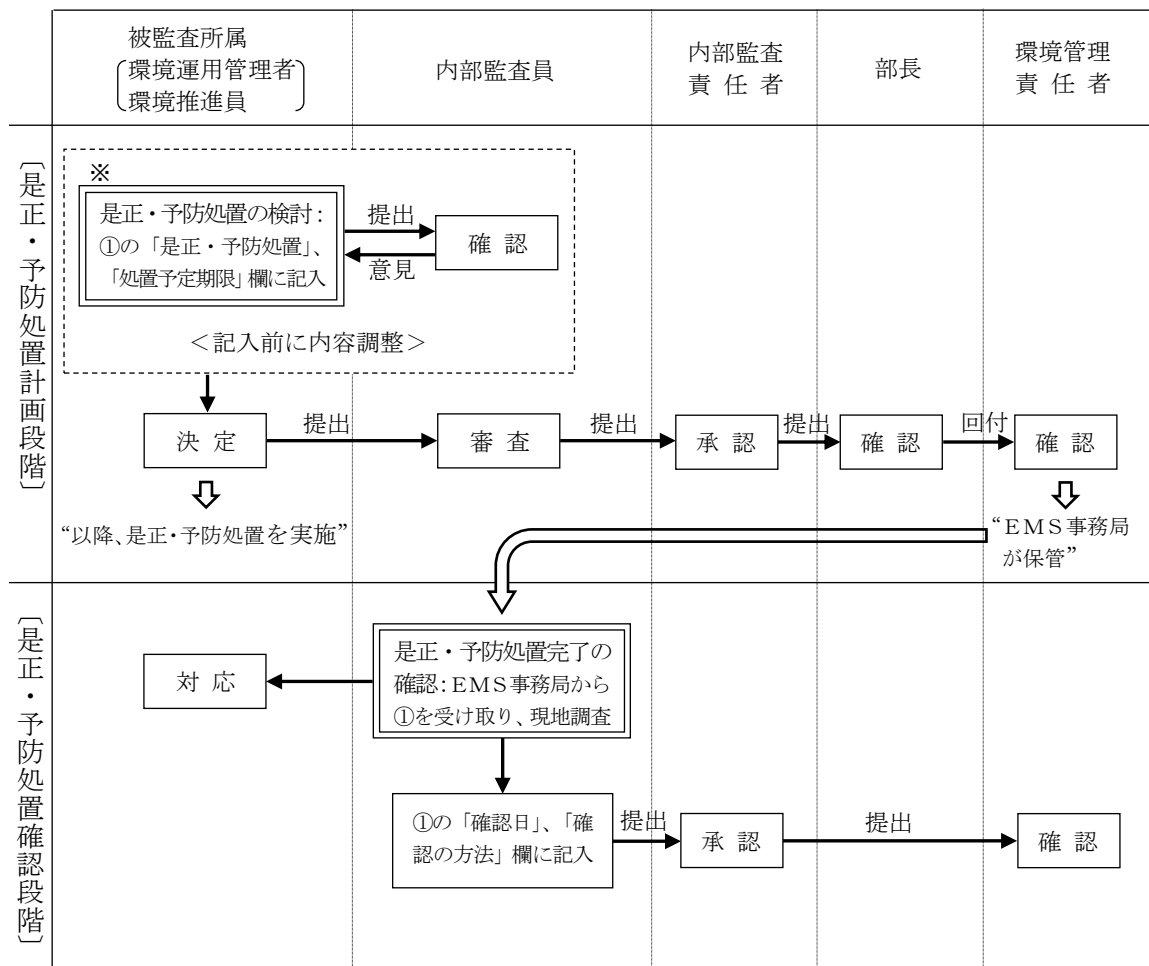 被監査所属
環境運用管理者
環境推進員
内部監査員
内部監査
責任者
部長
環境管理
責任者
〔是正・予防処置計画段階〕
※
是正・予防処置の検討:
①の「是正・予防処置」、
「処置予定期限」欄に記入
提出
意見
確認
<記入前に内容調整>
決定
提出
審査
提出
承認
提出
確認
回付
確認
“以降、是正・予防処置を実施”
“EMS事務局
が保管”
〔是正・予防処置確認段階〕
対応
是正・予防処置完了の
確認:EMS事務局から
①を受け取り、現地調査
①の「確認日」、「確
認の方法」欄に記入
提出
承認
提出
確認